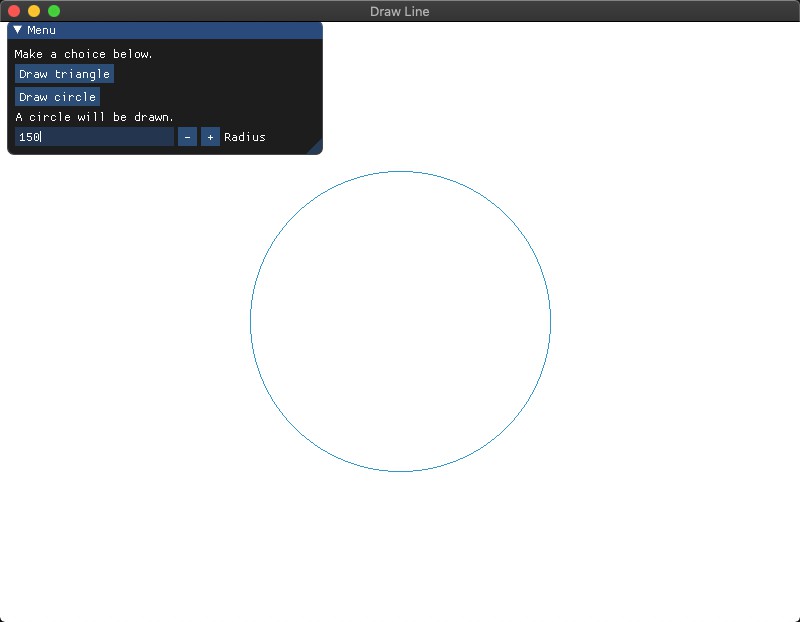 Draw Line
Menu
Make a choice below.
Draw triangle
Draw circle
A circle will be drawn.
150 - + Radius